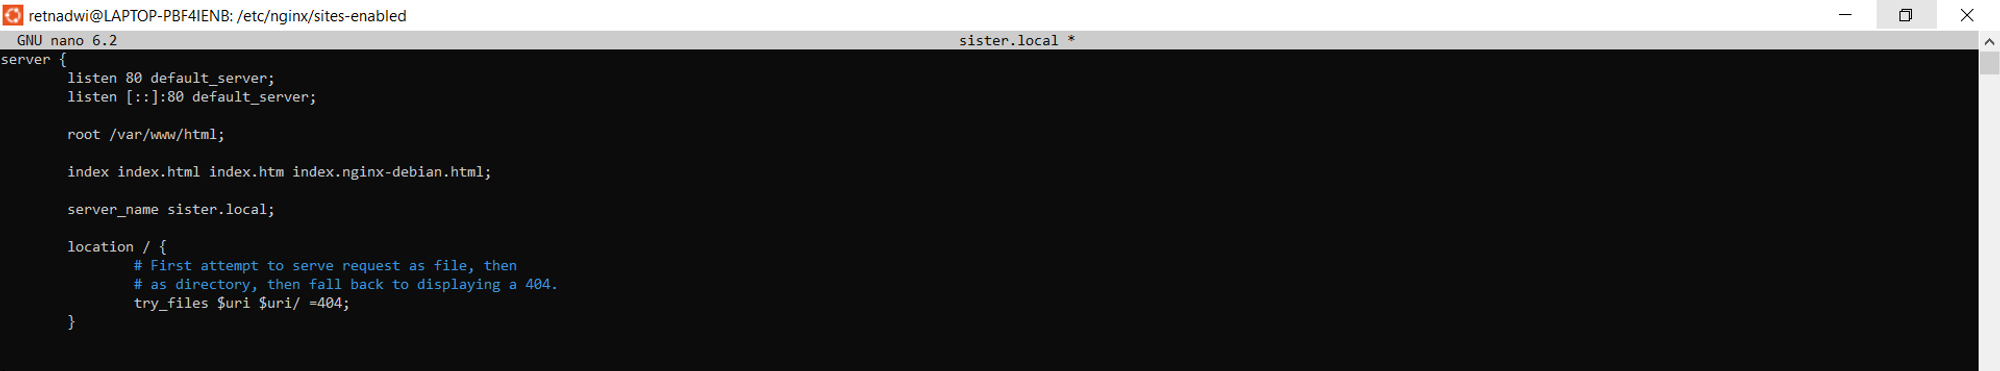 retnadwi@LAPTOP-PBF4IENB: /etc/nginx/sites-enabled
GNU nano 6.2 sister.local *
server {
listen 80 default_server;
listen [::]:80 default_server;
root /var/www/html;
index index.html index.htm index.nginx-debian.html;
server_name sister.local;
location / {
# First attempt to serve request as file, then
# as directory, then fall back to displaying a 404.
try_files $uri $uri/ =404;
}